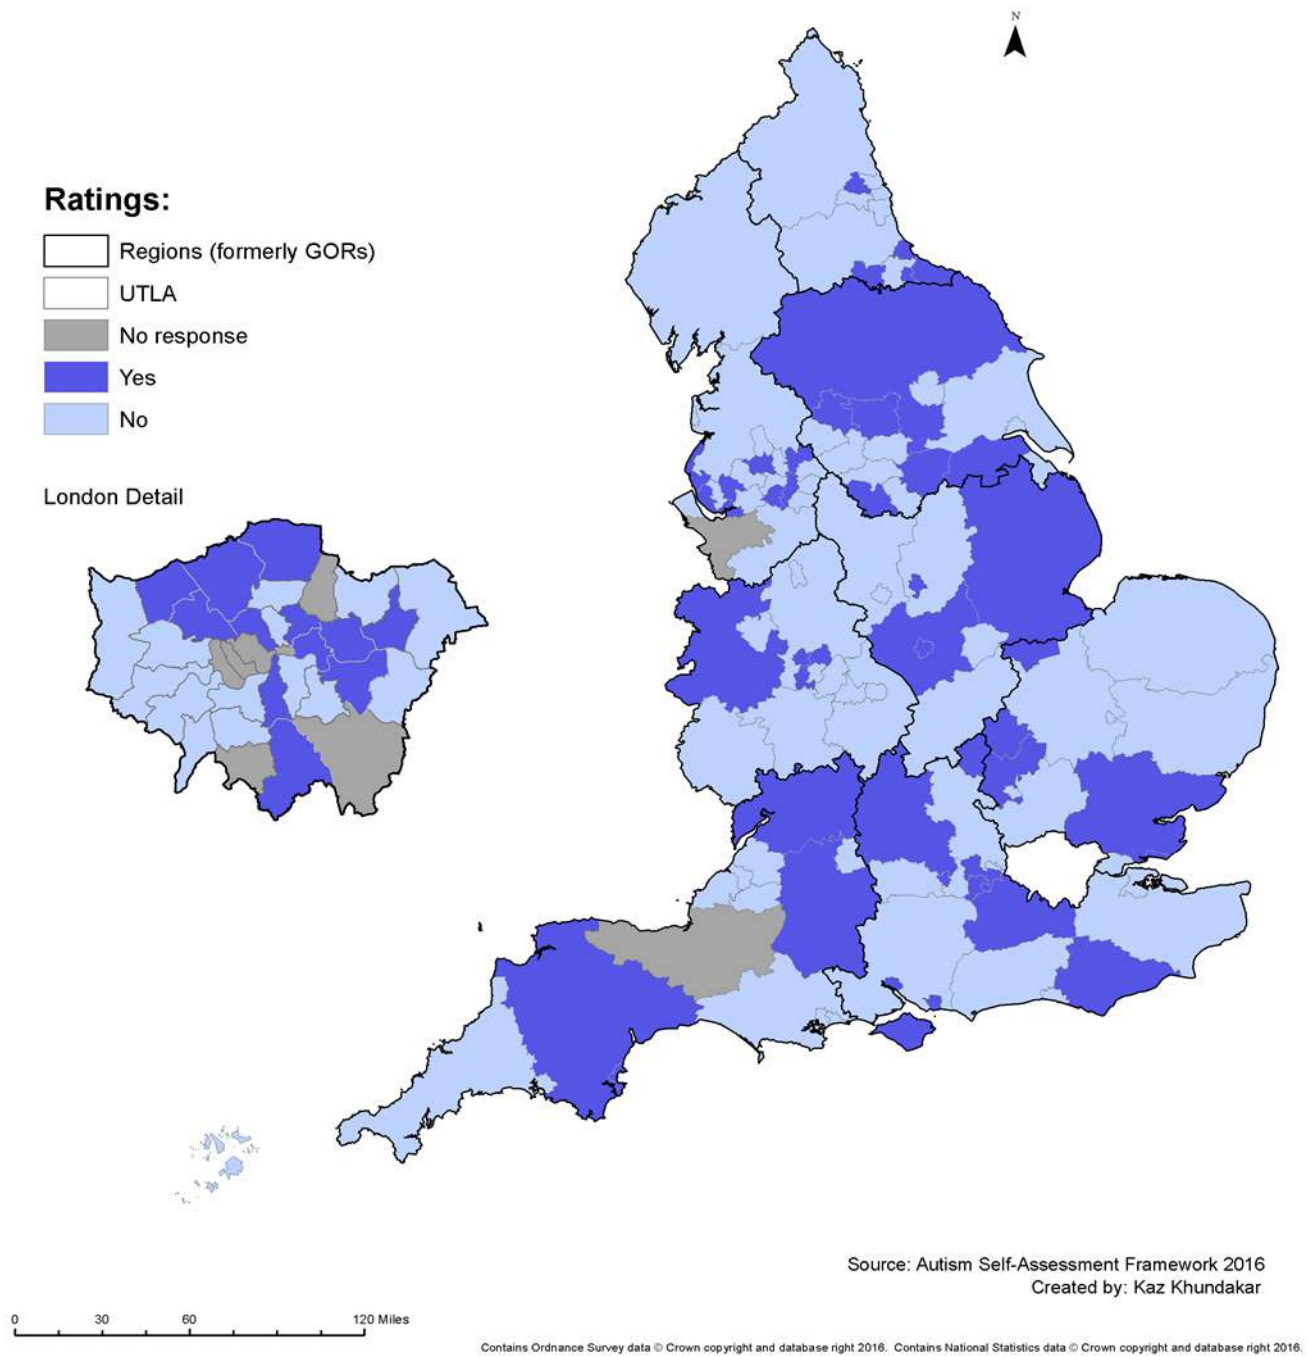 N
Ratings:
Regions (formerly GORs)
UTLA
No response
Yes
No
London Detail
Source: Autism Self-Assessment Framework 2016
Created by: Kaz Khundakar
0 30 60 120 Miles
Contains Ordnance Survey data © Crown copyright and database right 2016. Contains National Statistics data © Crown copyright and database right 2016.